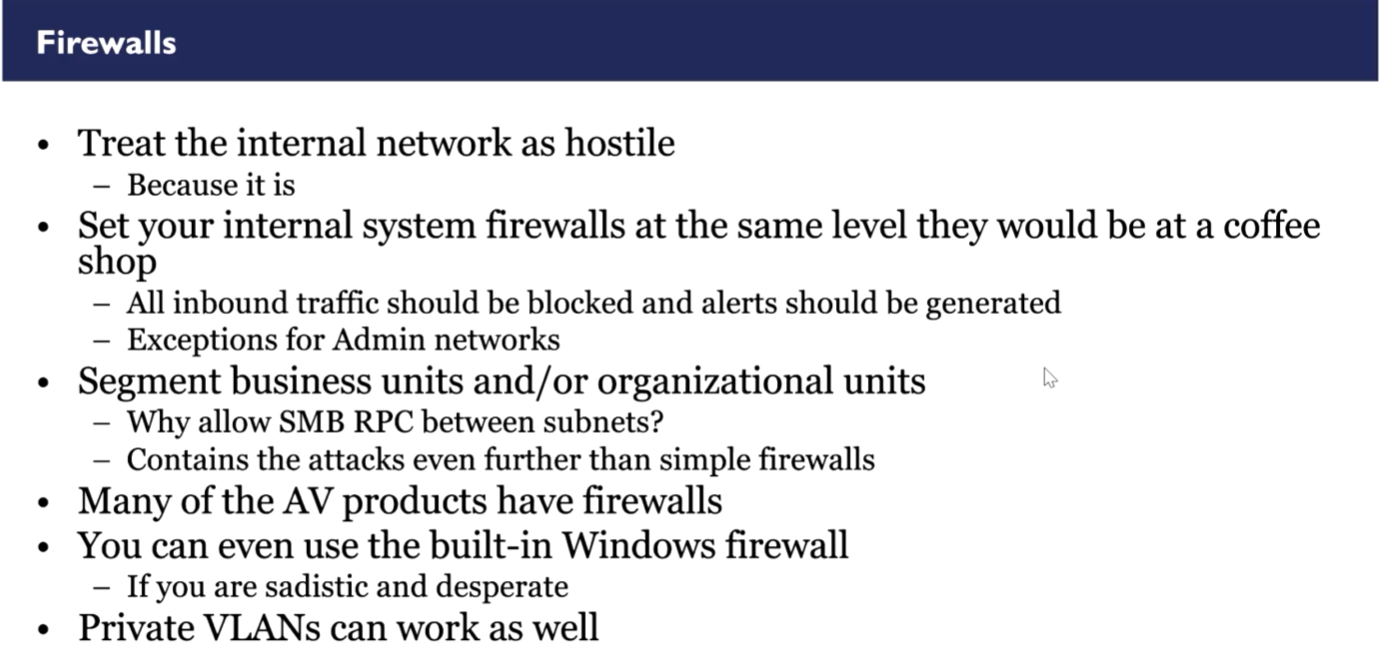 Firewalls
• Treat the internal network as hostile
– Because it is
• Set your internal system firewalls at the same level they would be at a coffee
shop
– All inbound traffic should be blocked and alerts should be generated
– Exceptions for Admin networks
• Segment business units and/or organizational units
– Why allow SMB RPC between subnets?
– Contains the attacks even further than simple firewalls
• Many of the AV products have firewalls
• You can even use the built-in Windows firewall
– If you are sadistic and desperate
• Private VLANs can work as well